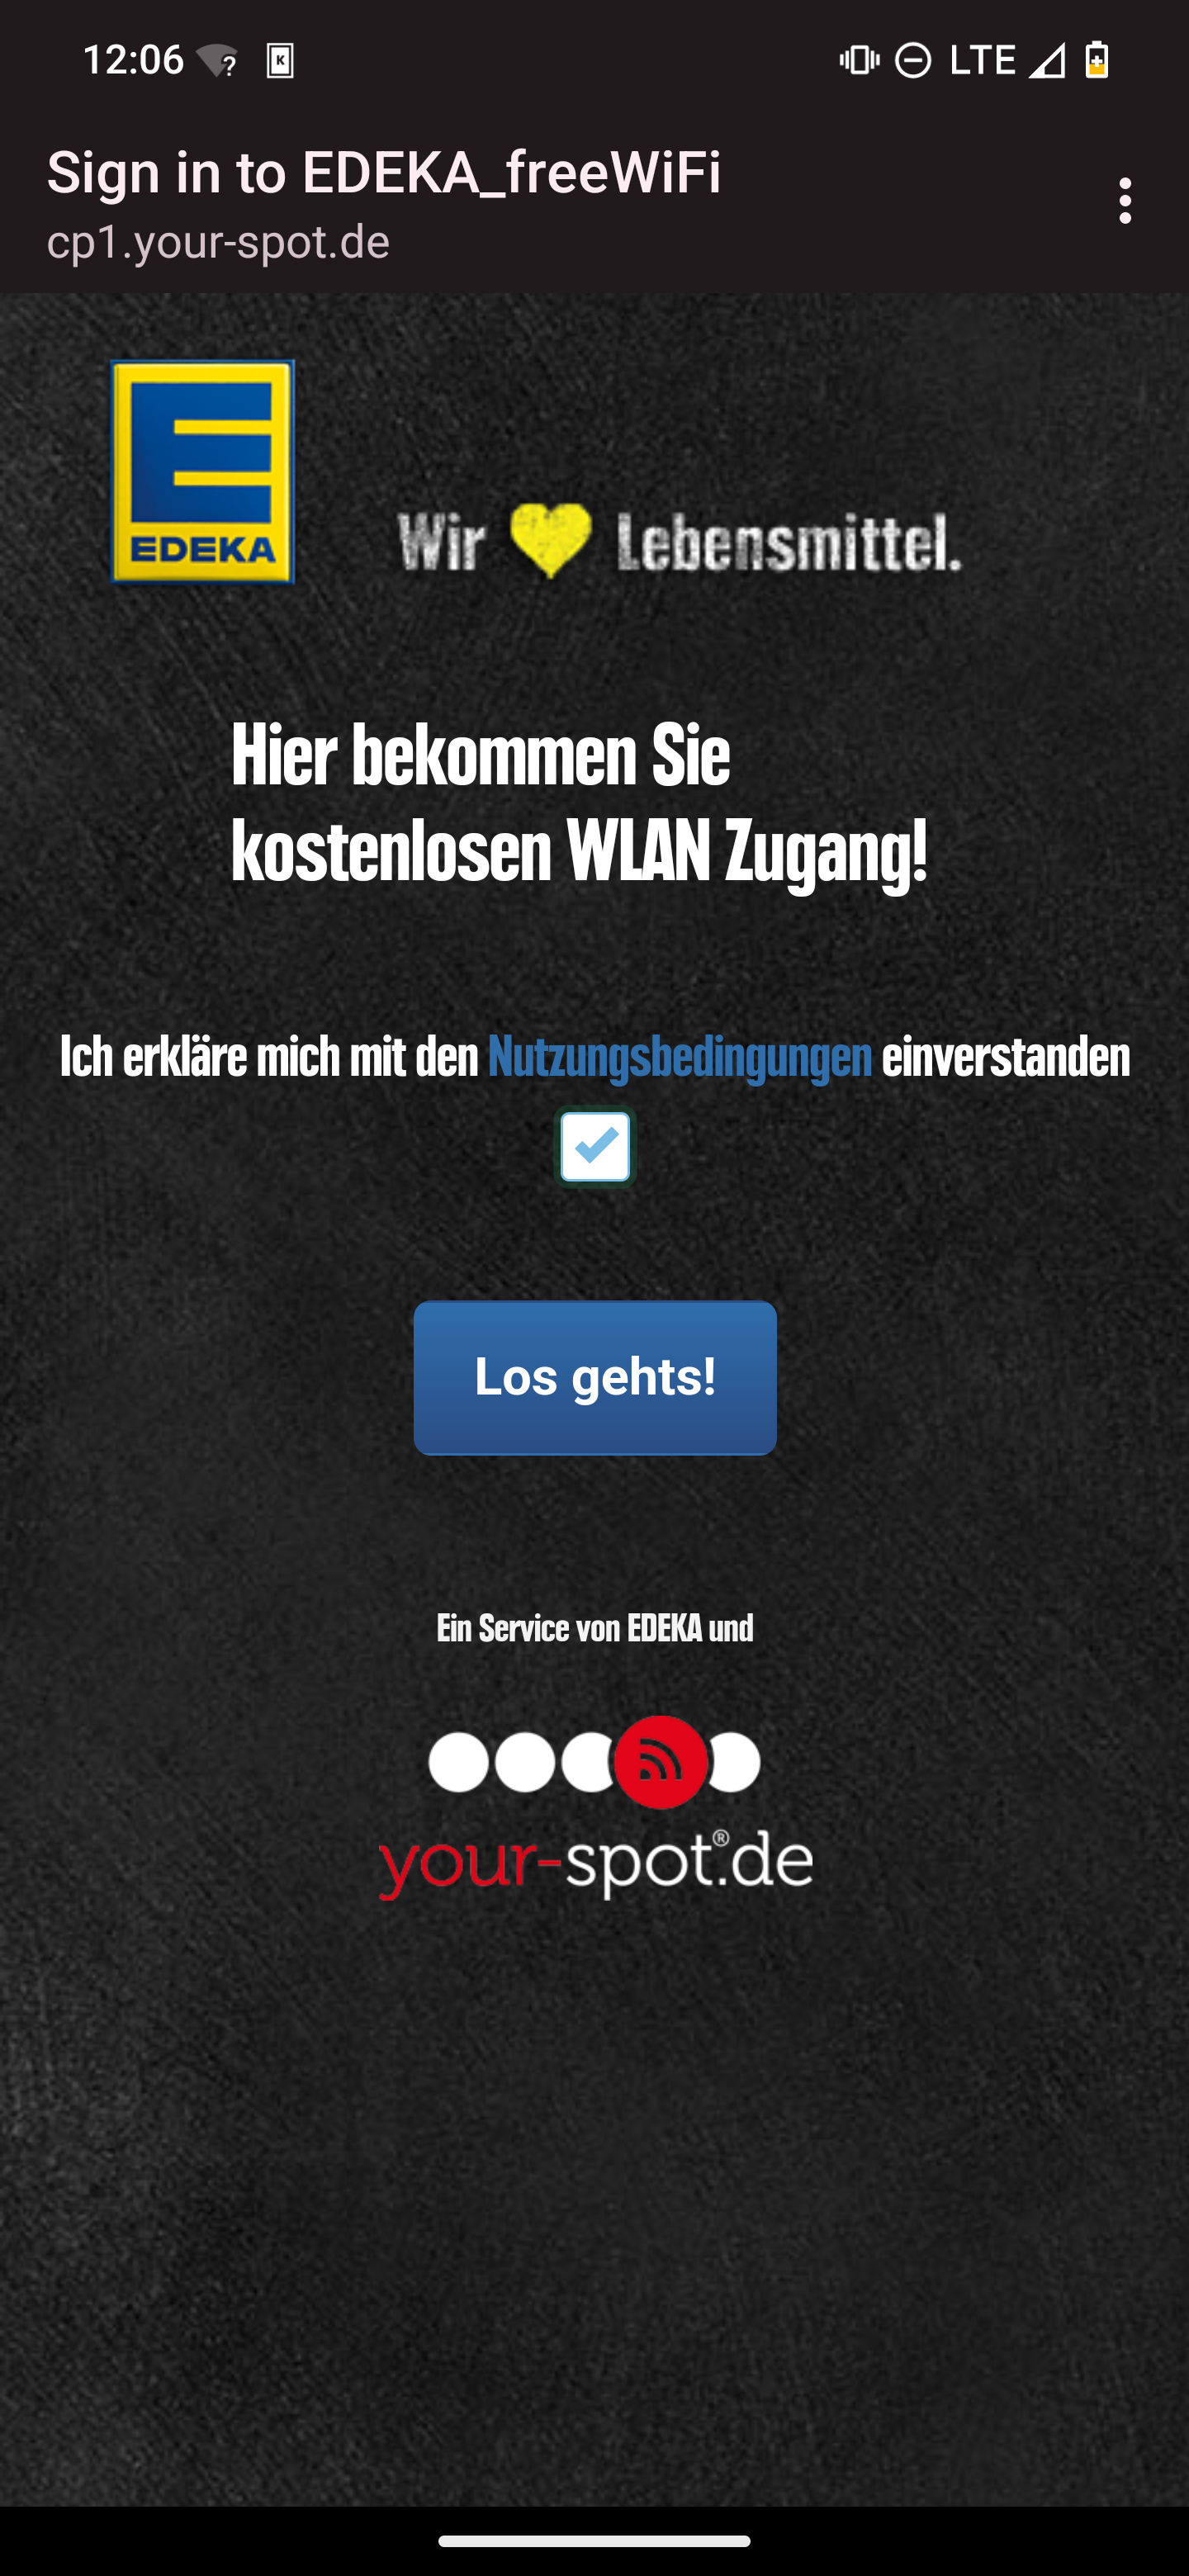 12:06
LTE
Sign in to EDEKA_freeWiFi
cp1.your-spot.de
EDEKA
Wir Lebensmittel.
Hier bekommen Sie
kostenlosen WLAN Zugang!
Ich erkläre mich mit den Nutzungsbedingungen einverstanden
Los gehts!
Ein Service von EDEKA und
your-spot®.de